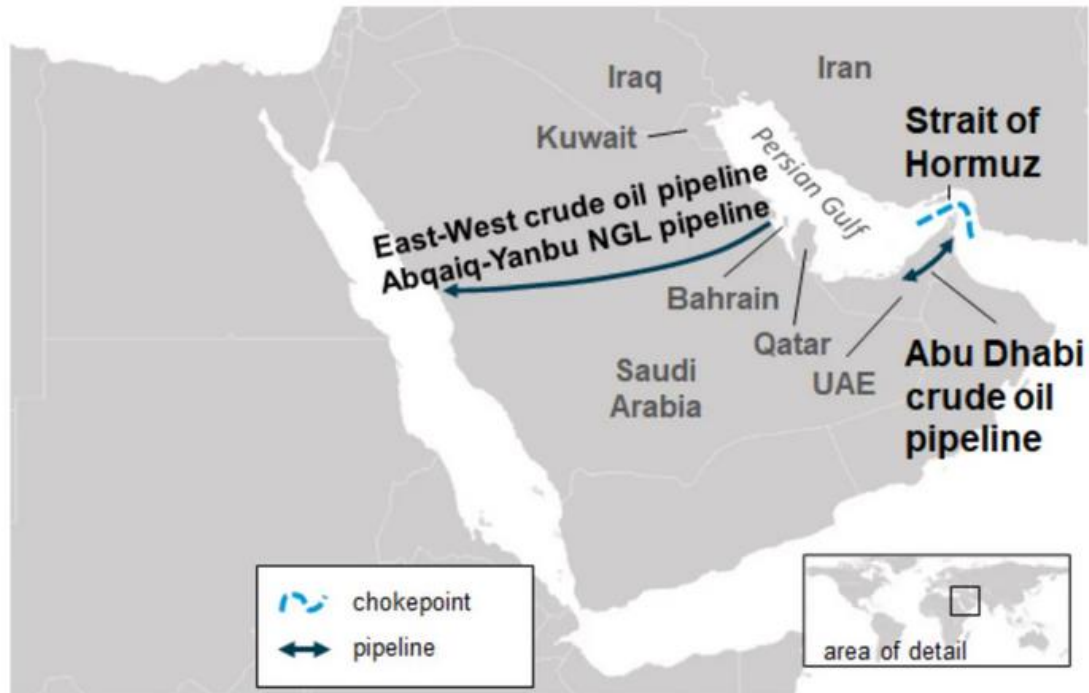 Iraq
Iran
Kuwait
Strait of
Hormuz
Persian Gulf
East-West crude oil pipeline
Abqaiq-Yanbu NGL pipeline
Bahrain
Qatar
UAE
Saudi
Arabia
Abu Dhabi
crude oil
pipeline
chokepoint
pipeline
area of detail